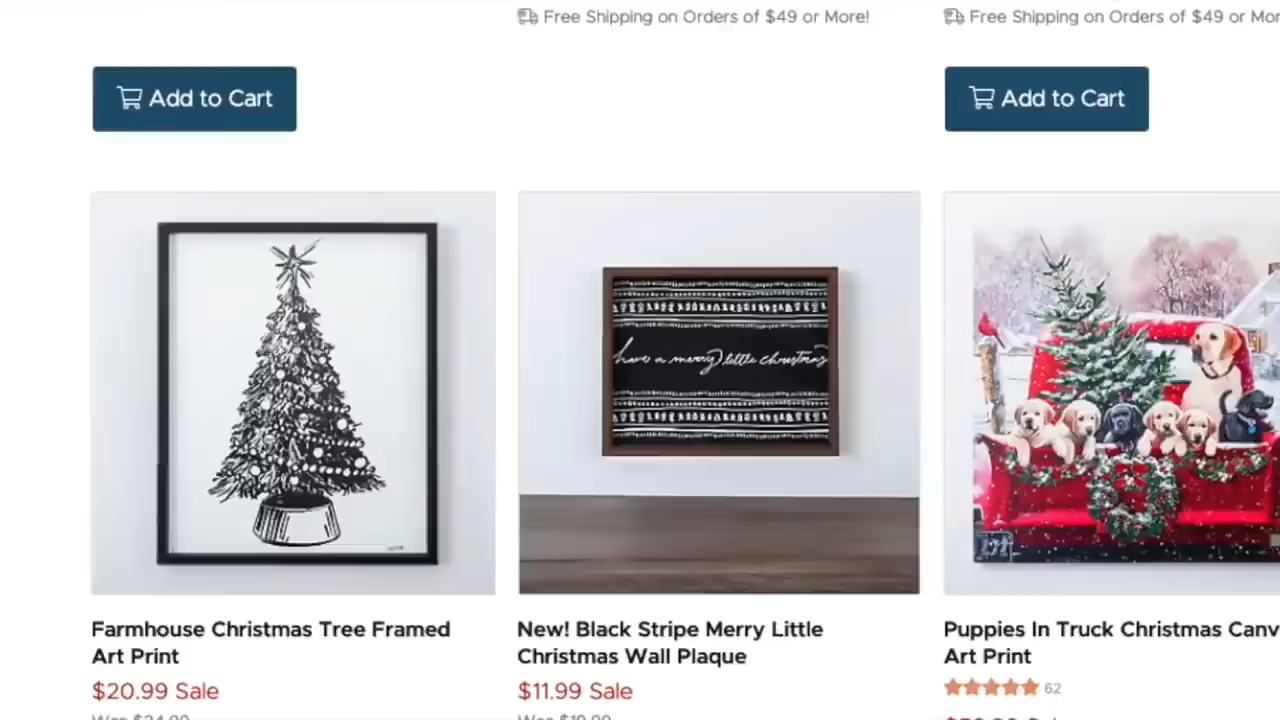 Free Shipping on Orders of $49 or More!
Free Shipping on Orders of $49 or Mor
Add to Cart
Add to Cart
have a merry little christmas
Farmhouse Christmas Tree Framed
Art Print
$20.99 Sale
New! Black Stripe Merry Little
Christmas Wall Plaque
$11.99 Sale
Puppies In Truck Christmas Canv
Art Print
62